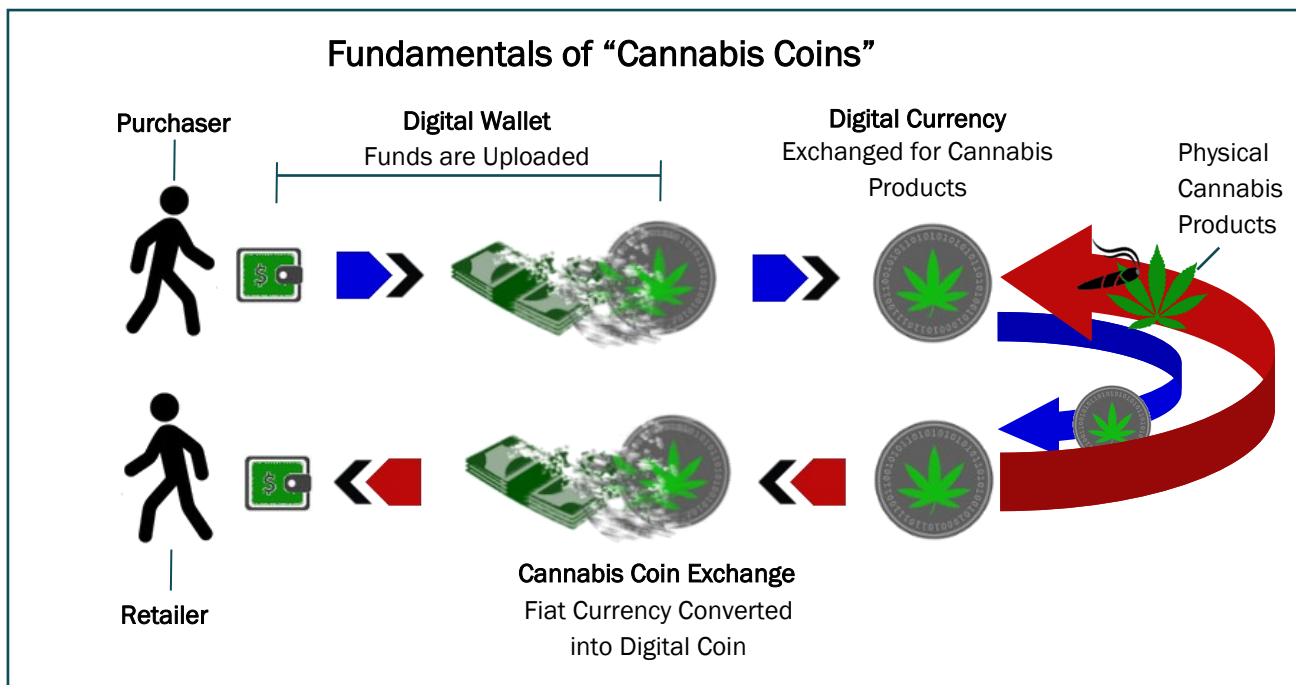 Fundamentals of “Cannabis Coins”
Purchaser
Digital Wallet
Funds are Uploaded
Digital Currency
Exchanged for Cannabis
Products
Physical
Cannabis
Products
$
$
Cannabis Coin Exchange
Fiat Currency Converted
into Digital Coin
Retailer